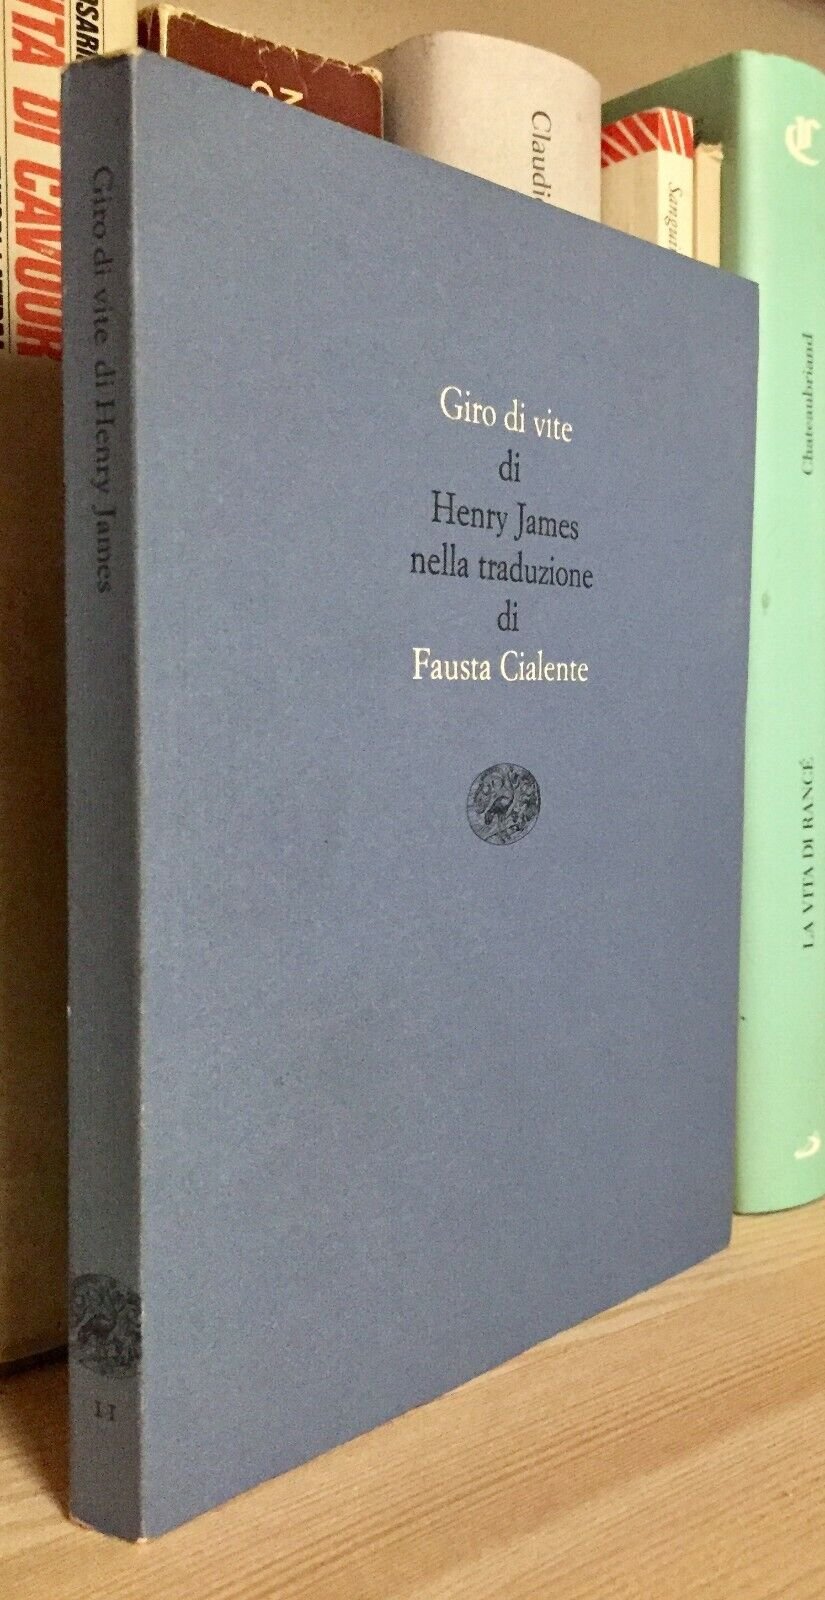 Giro di vite
di
Henry James
nella traduzione
di
Fausta Cialente
Giro di vite di Henry James
VITA DI CAVOUR
Claudio
Chateaubriand
LA VITA DI RANCÉ